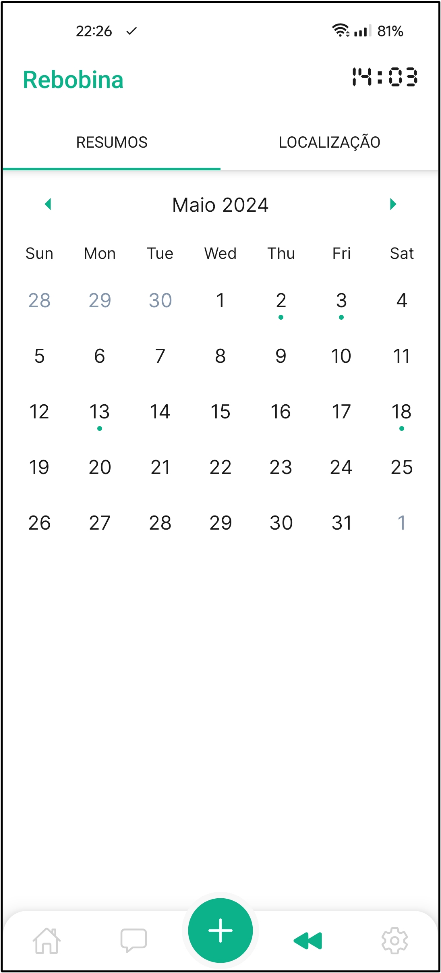 22:26 81%
Rebobina 14:03
RESUMOS LOCALIZAÇÃO
Maio 2024
Sun Mon Tue Wed Thu Fri Sat
28 29 30 1 2 3 4
5 6 7 8 9 10 11
12 13 14 15 16 17 18
19 20 21 22 23 24 25
26 27 28 29 30 31 1